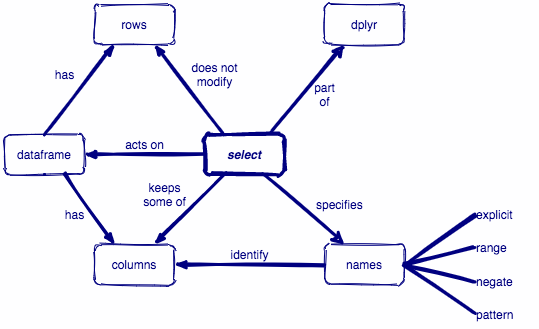 rows
dplyr
has
does not
modify
part
of
dataframe
acts on
select
keeps
some of
specifies
has
explicit
range
columns
identify
names
negate
pattern